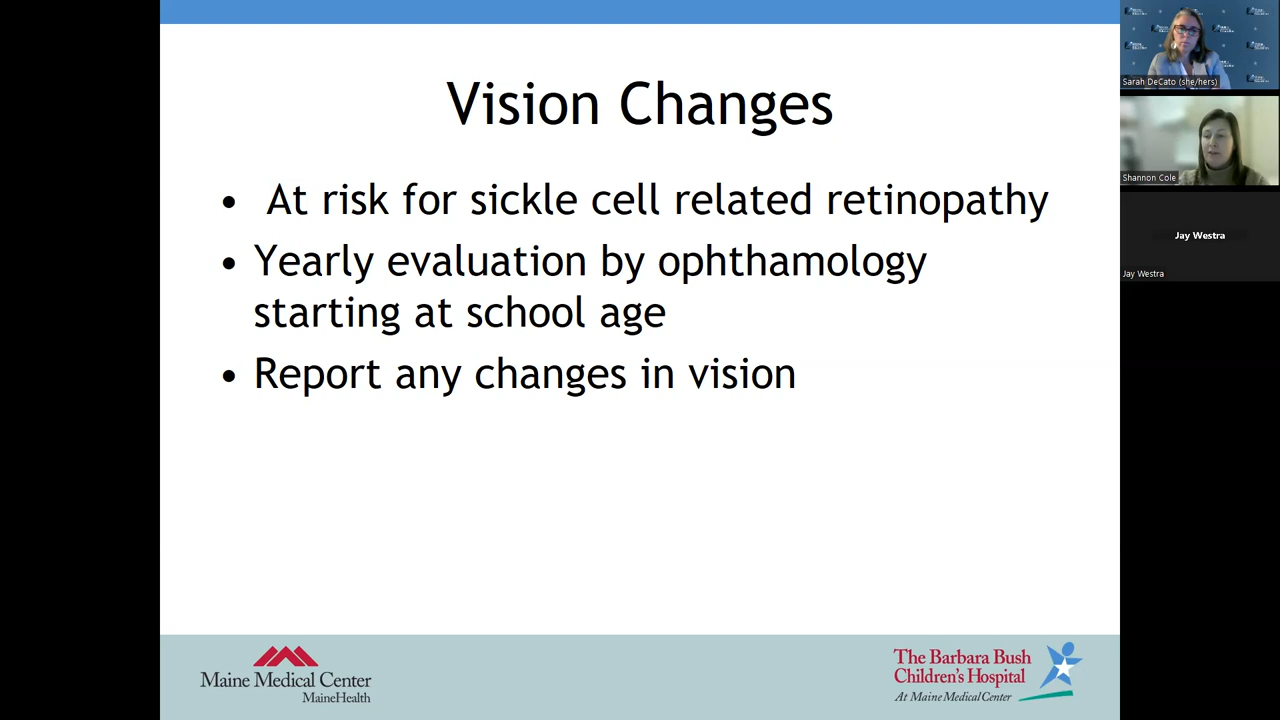 Vision Changes
• At risk for sickle cell related retinopathy
• Yearly evaluation by ophthamology
starting at school age
• Report any changes in vision
Maine Medical Center
MaineHealth
The Barbara Bush
Children's Hospital
At Maine Medical Center
Sarah DeCato (she/hers)
Shannon Cole
Jay Westra
Jay Westra